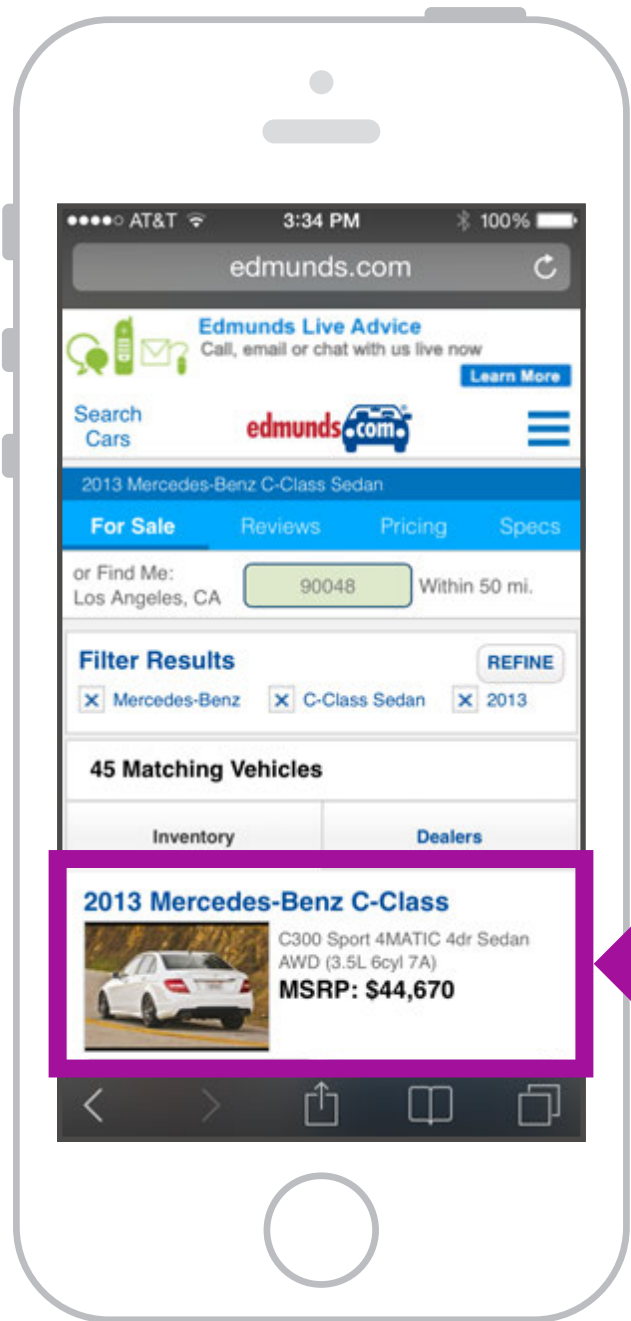 AT&T 3:34 PM 100%
edmunds.com
Edmunds Live Advice
Call, email or chat with us live now
Learn More
Search
Cars
edmunds.com
2013 Mercedes-Benz C-Class Sedan
For Sale Reviews Pricing Specs
or Find Me:
Los Angeles, CA
90048 Within 50 mi.
Filter Results REFINE
Mercedes-Benz C-Class Sedan 2013
45 Matching Vehicles
Inventory Dealers
2013 Mercedes-Benz C-Class
C300 Sport 4MATIC 4dr Sedan
AWD (3.5L 6cyl 7A)
MSRP: $44,670